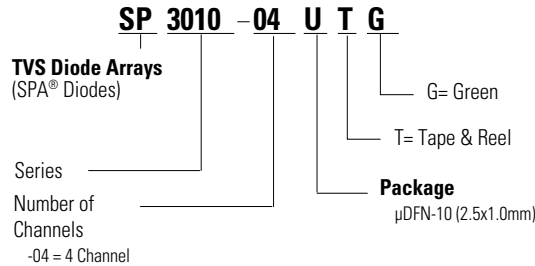 SP 3010 -04 U T G
TVS Diode Arrays
(SPA® Diodes)
G= Green
T= Tape & Reel
Series
Package
µDFN-10 (2.5x1.0mm)
Number of
Channels
-04 = 4 Channel